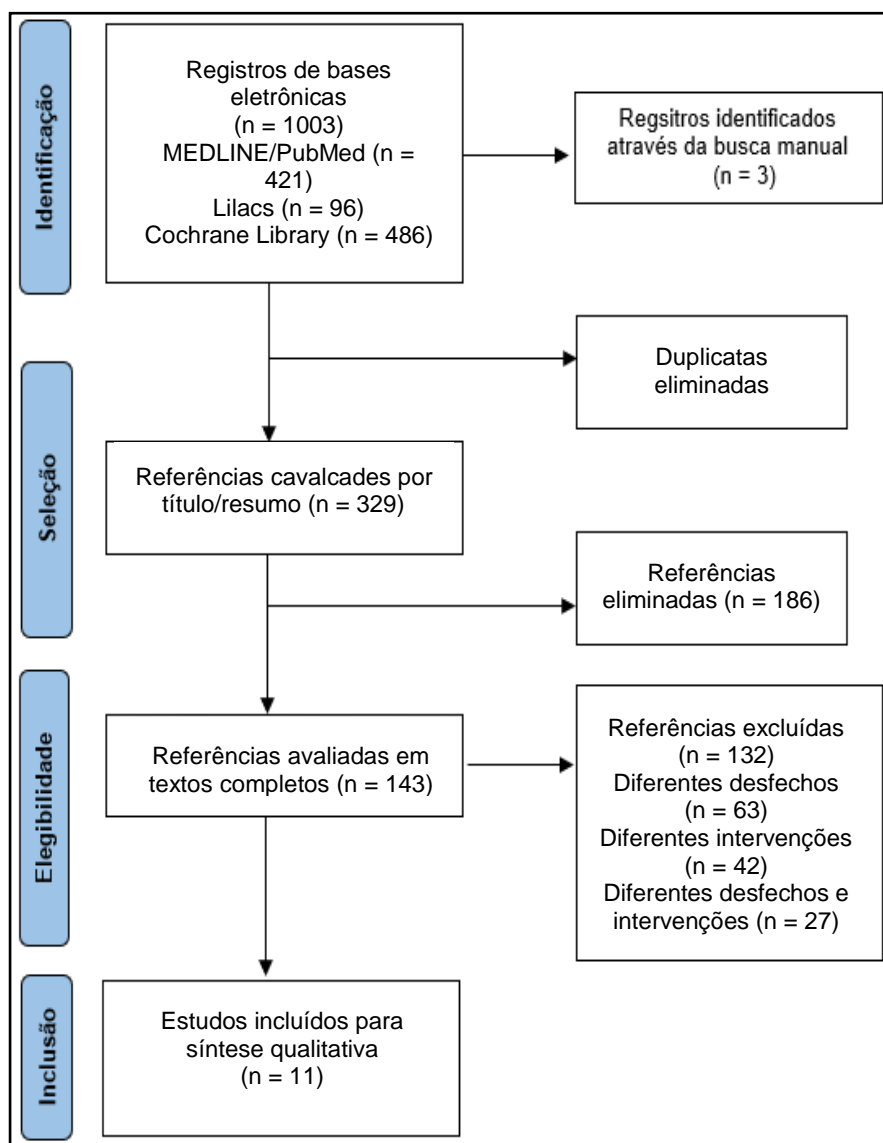 Identificação
Registros de bases
eletrônicas
(n = 1003)
MEDLINE/PubMed (n =
421)
Lilacs (n = 96)
Cochrane Library (n = 486)
Regsitros identificados
através da busca manual
(n = 3)
Seleção
Duplicatas
eliminadas
Referências cavalcades por
título/resumo (n = 329)
Referências
eliminadas (n = 186)
Elegibilidade
Referências avaliadas em
textos completos (n = 143)
Referências excluídas
(n = 132)
Diferentes desfechos
(n = 63)
Diferentes intervenções
(n = 42)
Diferentes desfechos e
intervenções (n = 27)
Inclusão
Estudos incluídos para
síntese qualitativa
(n = 11)